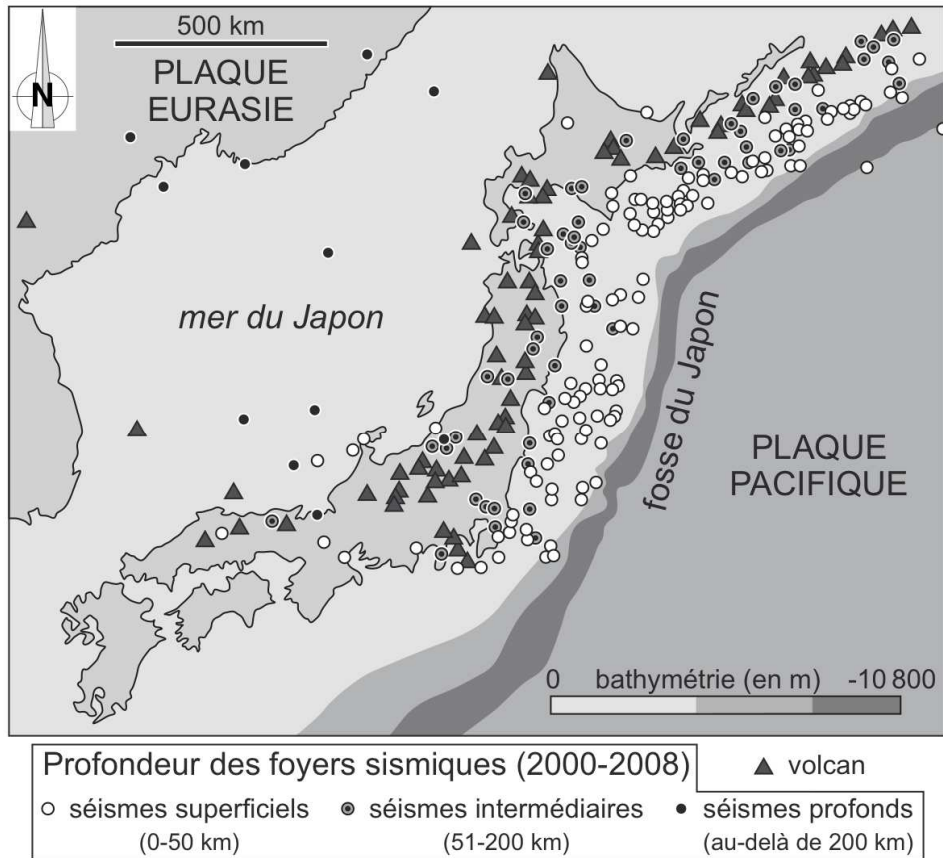 500 km
N
PLAQUE
EURASIE
mer du Japon
fosse du Japon
PLAQUE
PACIFIQUE
0 bathymétrie (en m) -10 800
Profondeur des foyers sismiques (2000-2008)
volcan
séismes superficiels
(0-50 km)
séismes intermédiaires
(51-200 km)
séismes profonds
(au-delà de 200 km)